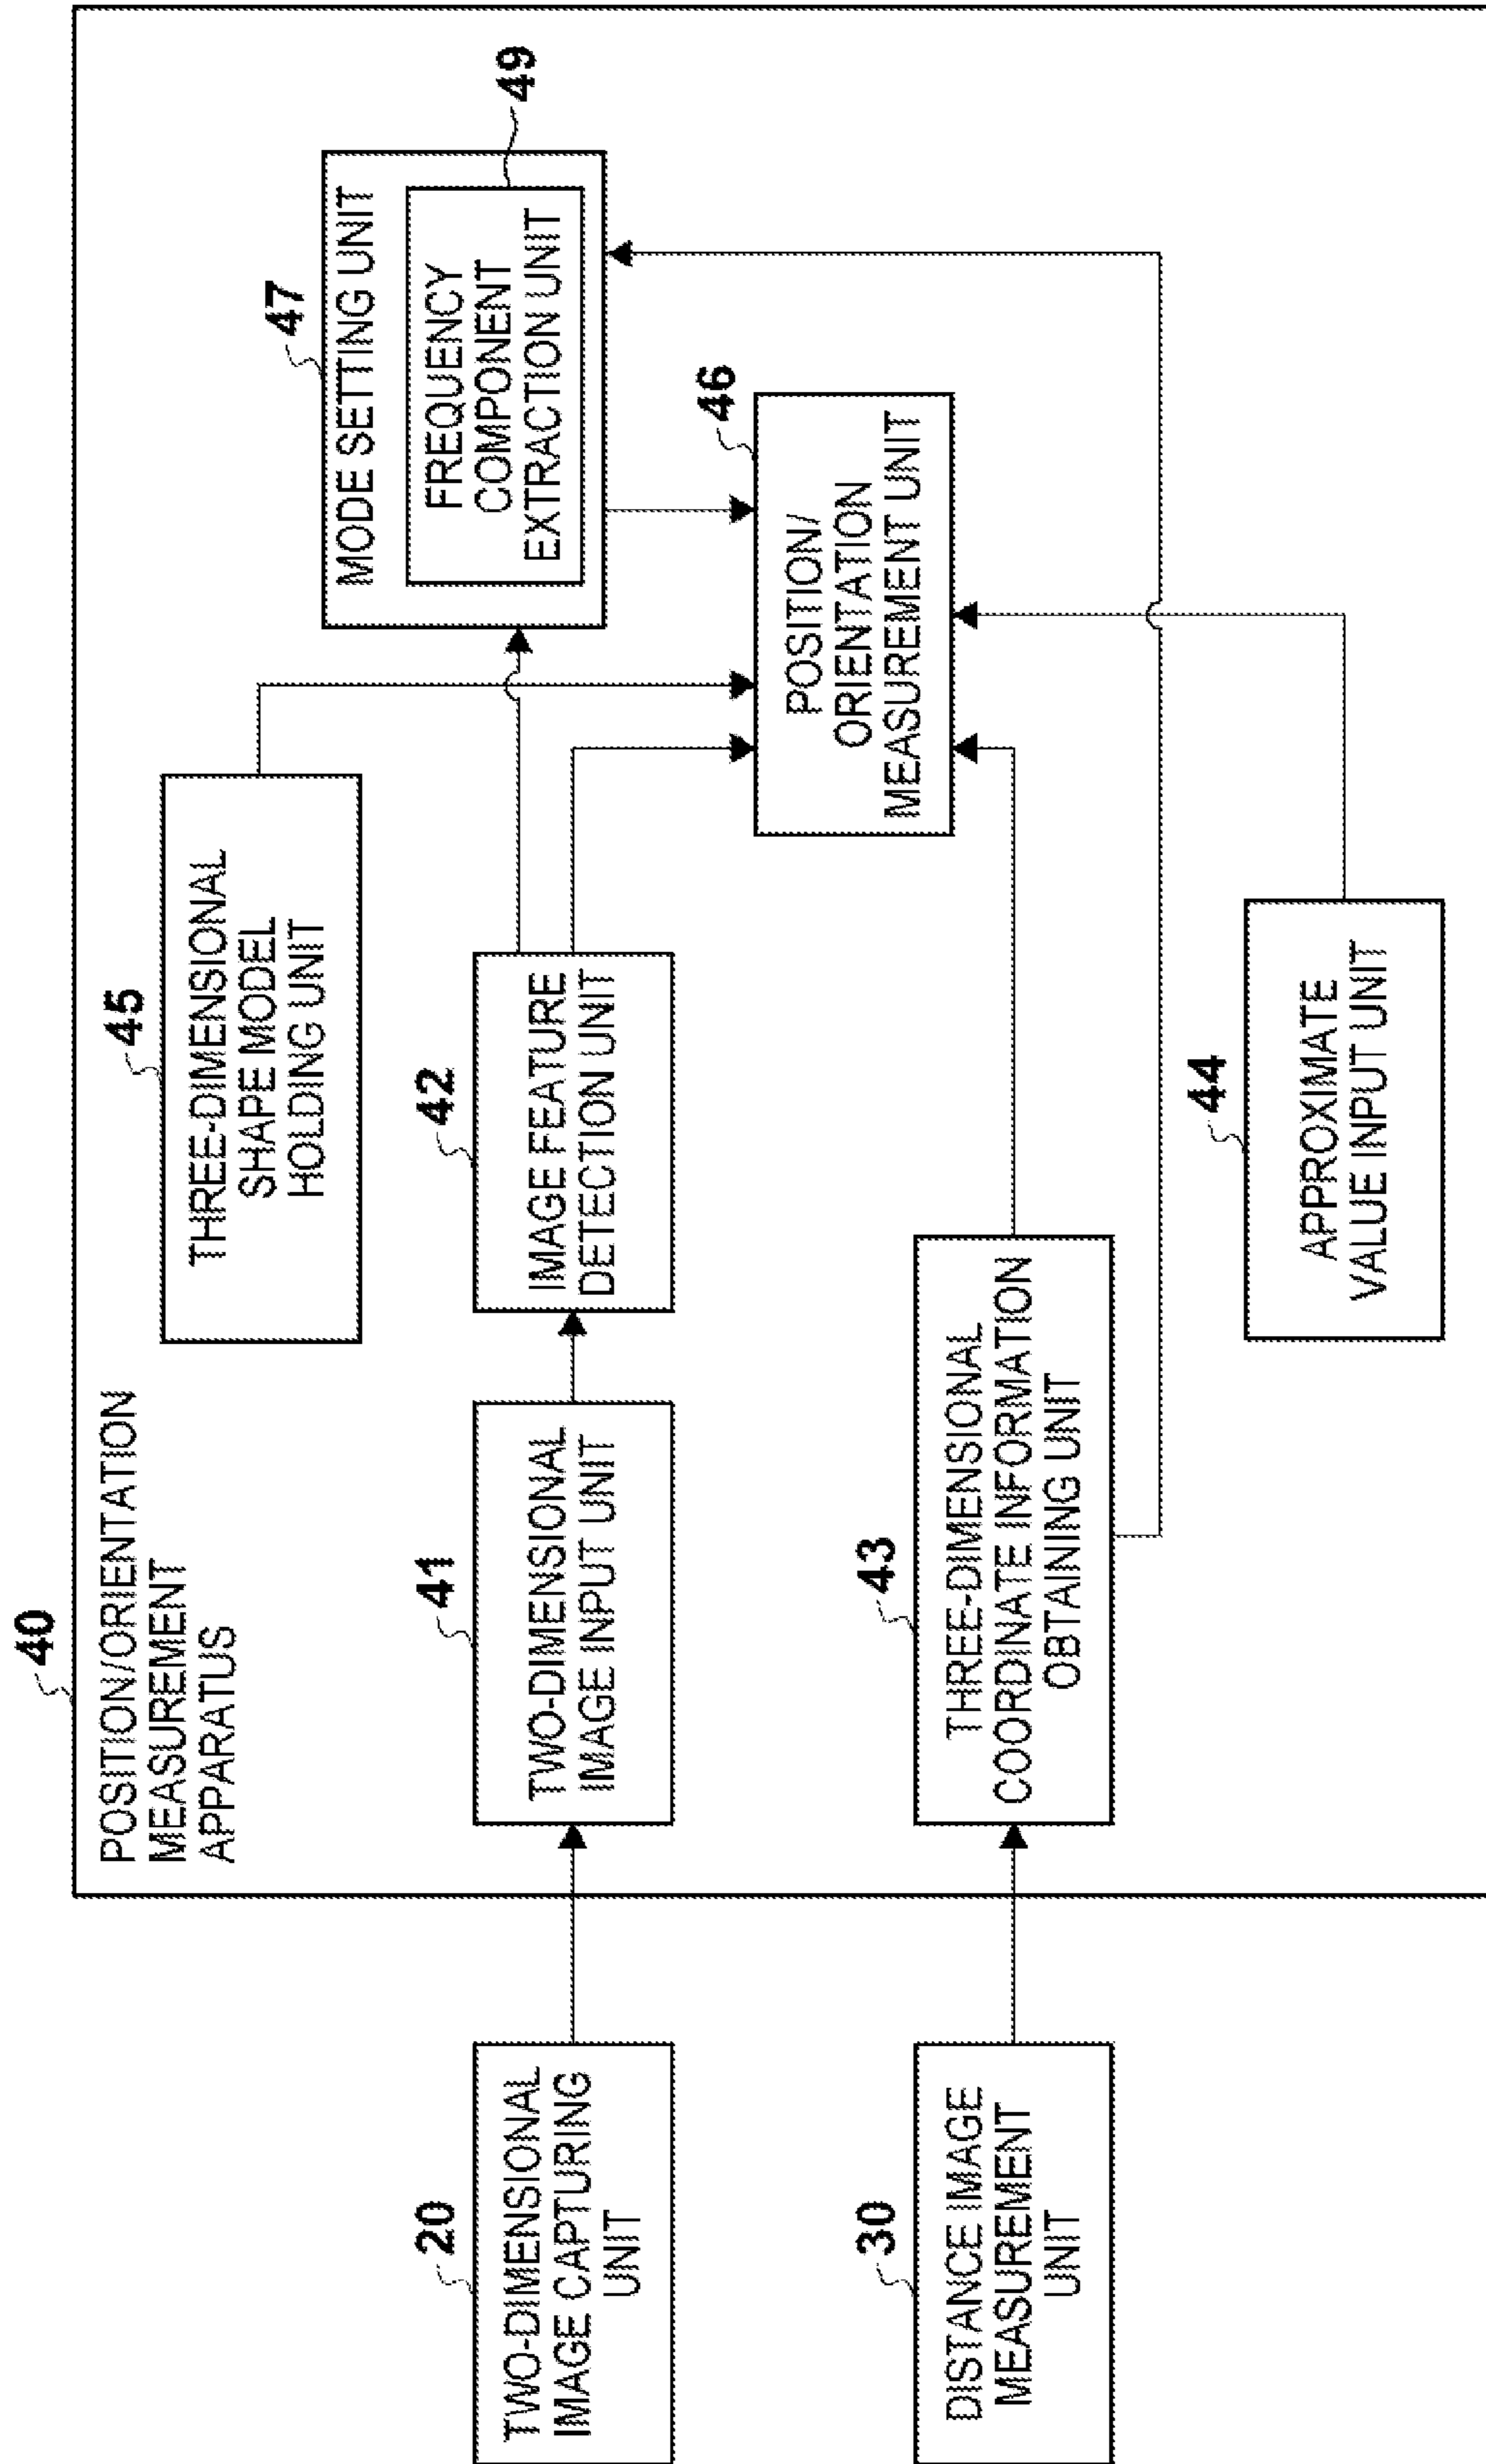 40
POSITION/ORIENTATION
MEASUREMENT
APPARATUS
45
THREE-DIMENSIONAL
SHAPE MODEL
HOLDING UNIT
47
MODE SETTING UNIT
49
FREQUENCY
COMPONENT
EXTRACTION UNIT
20
TWO-DIMENSIONAL
IMAGE CAPTURING
UNIT
41
TWO-DIMENSIONAL
IMAGE INPUT UNIT
42
IMAGE FEATURE
DETECTION UNIT
46
POSITION/
ORIENTATION
MEASUREMENT UNIT
30
DISTANCE IMAGE
MEASUREMENT
UNIT
43
THREE-DIMENSIONAL
COORDINATE INFORMATION
OBTAINING UNIT
44
APPROXIMATE
VALUE INPUT UNIT